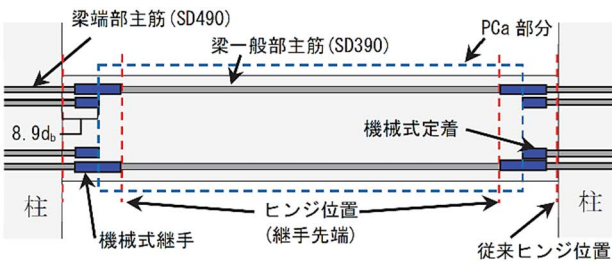 梁端部主筋(SD490)
梁一般部主筋(SD390)
PCa 部分
8.9db
機械式定着
柱
柱
機械式継手
ヒンジ位置
(継手先端)
従来ヒンジ位置